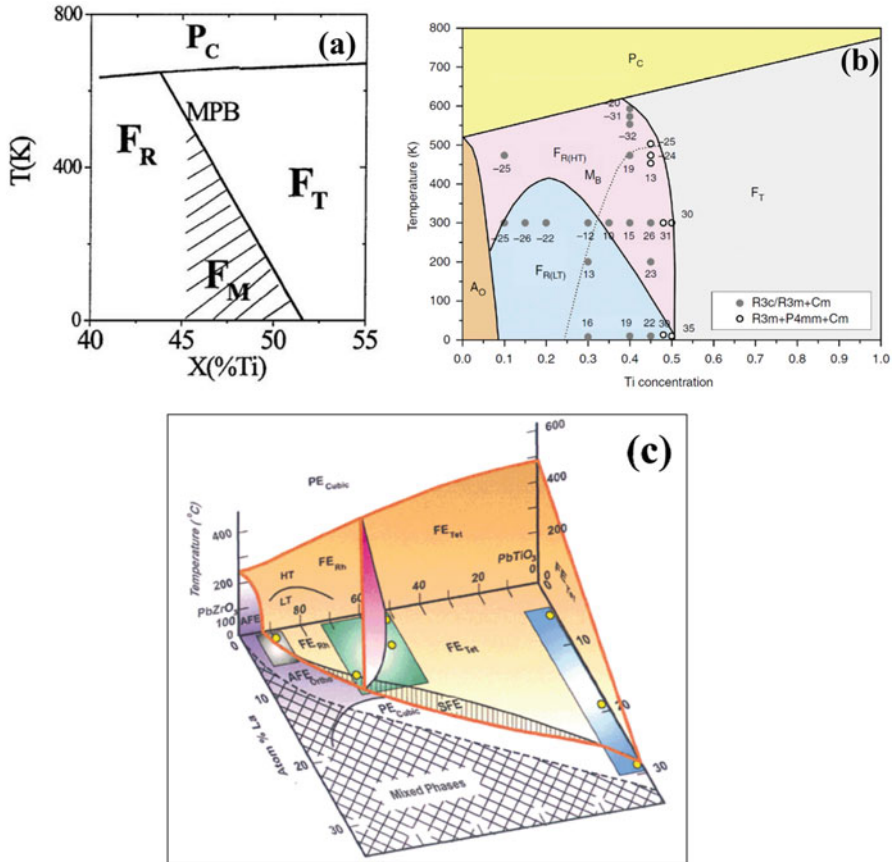 (a)
800
P_C
MPB
F_R
T(K)
400
F_T
F_M
0
40 45 50 55
X(%Ti)
(b)
800
700
600
500
400
300
200
100
0
Temperature (K)
P_C
−20
−31
−32
−25
−24
F_R(HT)
19
M_B
13
−25
F_T
30
−25 −26 −22 −12 10 15 26 31
F_R(LT)
13
23
A_O
16 19 22 30 35
R3c/R3m+Cm
R3m+P4mm+Cm
0.0 0.1 0.2 0.3 0.4 0.5 0.6 0.7 0.8 0.9 1.0
Ti concentration
(c)
600
400
200
0
PE_Cubic
Temperature (°C)
400
300
200
100
0
FE_Tet
FE_Rh
HT
LT
PbTiO3
PbZrO3
AFE
80 60 40 20 0
FE_Rh
FE_Tet
AFE_Ortho
PE_Cubic
SFE
Atom % La
0
10
20
30
10
20
30
Mixed Phases